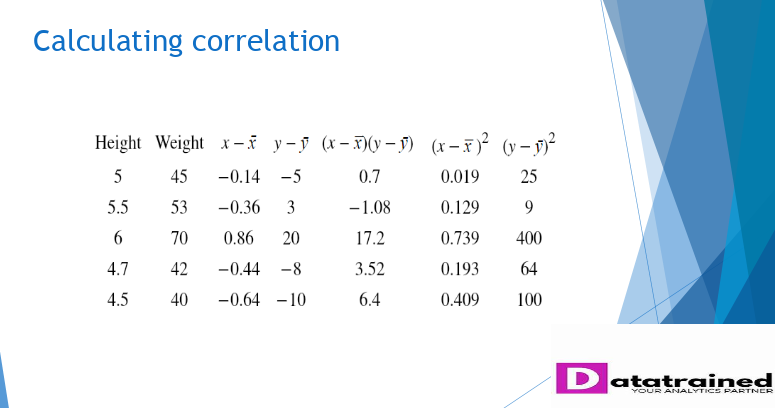 Calculating correlation
Height Weight x − x̄ y − ȳ (x − x̄)(y − ȳ) (x − x̄)² (y − ȳ)²
5 45 −0.14 −5 0.7 0.019 25
5.5 53 −0.36 3 −1.08 0.129 9
6 70 0.86 20 17.2 0.739 400
4.7 42 −0.44 −8 3.52 0.193 64
4.5 40 −0.64 −10 6.4 0.409 100
Datatrained
YOUR ANALYTICS PARTNER